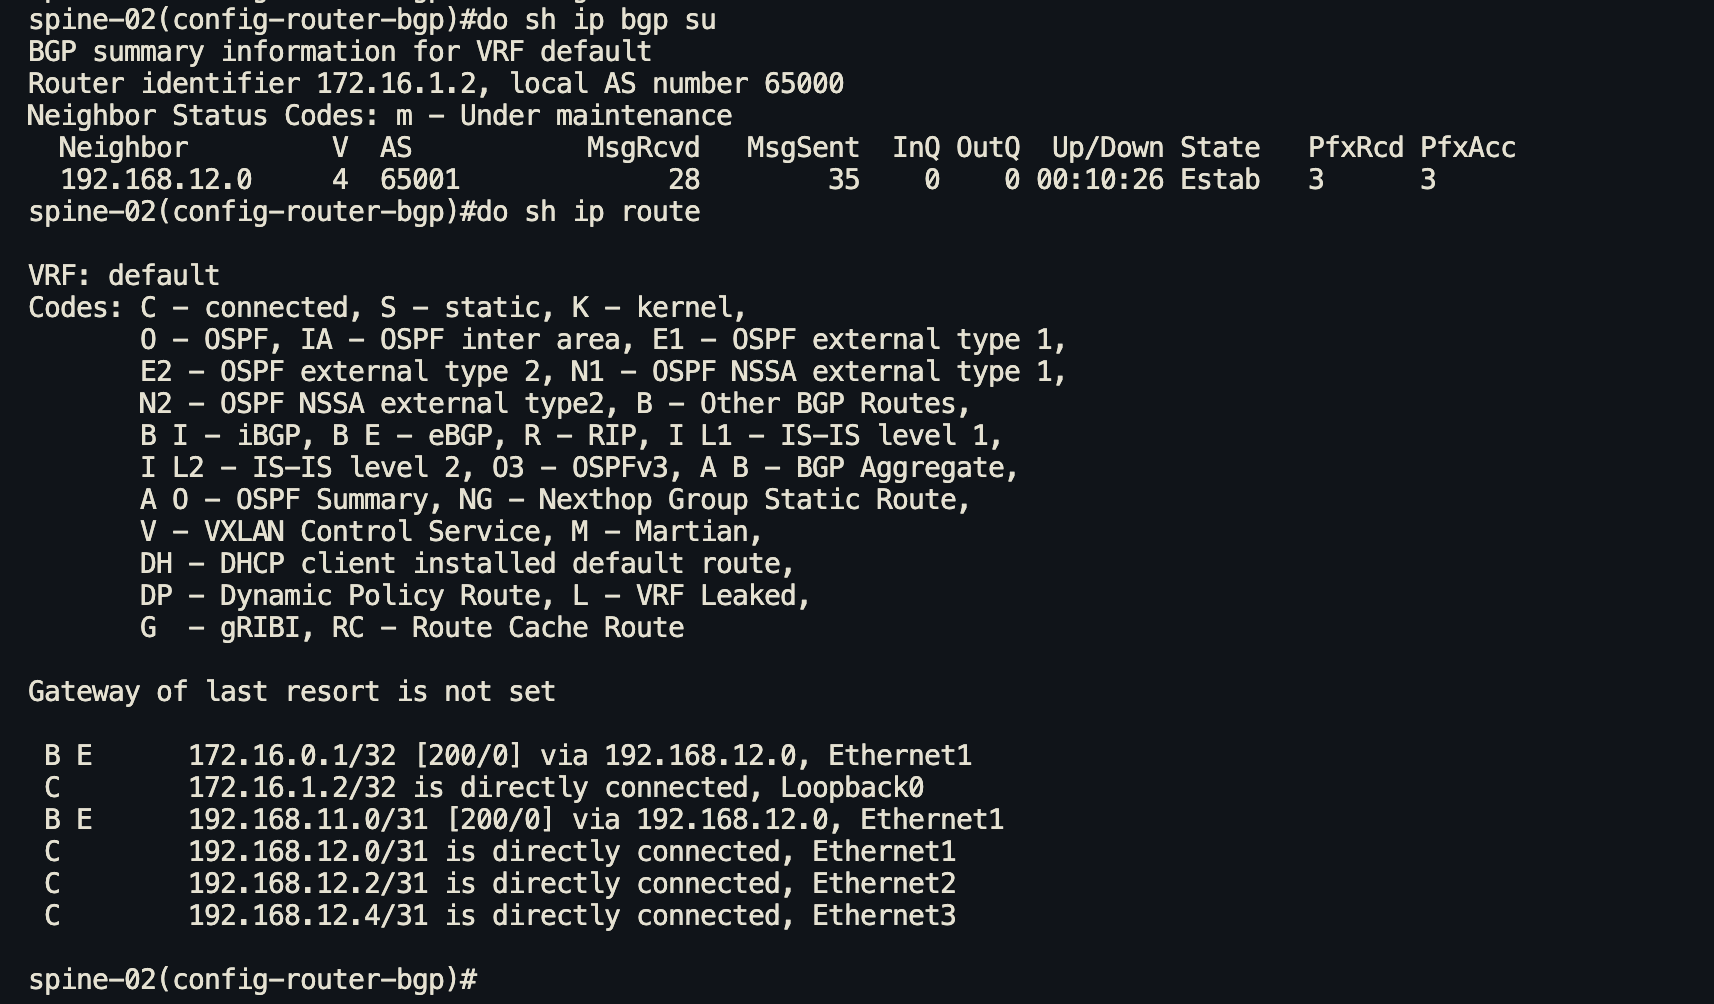 spine-02(config-router-bgp)#do sh ip bgp su
BGP summary information for VRF default
Router identifier 172.16.1.2, local AS number 65000
Neighbor Status Codes: m - Under maintenance
  Neighbor         V  AS           MsgRcvd   MsgSent  InQ OutQ  Up/Down State   PfxRcd PfxAcc
  192.168.12.0     4  65001             28        35    0    0 00:10:26 Estab   3      3
spine-02(config-router-bgp)#do sh ip route
VRF: default
Codes: C - connected, S - static, K - kernel,
       O - OSPF, IA - OSPF inter area, E1 - OSPF external type 1,
       E2 - OSPF external type 2, N1 - OSPF NSSA external type 1,
       N2 - OSPF NSSA external type2, B - Other BGP Routes,
       B I - iBGP, B E - eBGP, R - RIP, I L1 - IS-IS level 1,
       I L2 - IS-IS level 2, O3 - OSPFv3, A B - BGP Aggregate,
       A O - OSPF Summary, NG - Nexthop Group Static Route,
       V - VXLAN Control Service, M - Martian,
       DH - DHCP client installed default route,
       DP - Dynamic Policy Route, L - VRF Leaked,
       G  - gRIBI, RC - Route Cache Route
Gateway of last resort is not set
 B E      172.16.0.1/32 [200/0] via 192.168.12.0, Ethernet1
 C        172.16.1.2/32 is directly connected, Loopback0
 B E      192.168.11.0/31 [200/0] via 192.168.12.0, Ethernet1
 C        192.168.12.0/31 is directly connected, Ethernet1
 C        192.168.12.2/31 is directly connected, Ethernet2
 C        192.168.12.4/31 is directly connected, Ethernet3
spine-02(config-router-bgp)#